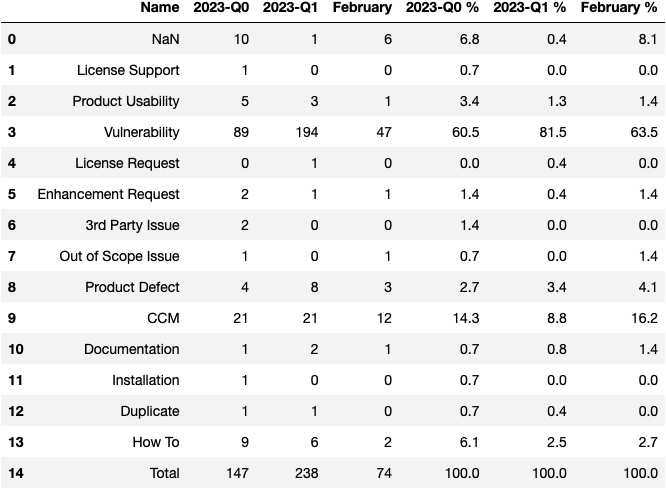 Name 2023-Q0 2023-Q1 February 2023-Q0 % 2023-Q1 % February %
0 NaN 10 1 6 6.8 0.4 8.1
1 License Support 1 0 0 0.7 0.0 0.0
2 Product Usability 5 3 1 3.4 1.3 1.4
3 Vulnerability 89 194 47 60.5 81.5 63.5
4 License Request 0 1 0 0.0 0.4 0.0
5 Enhancement Request 2 1 1 1.4 0.4 1.4
6 3rd Party Issue 2 0 0 1.4 0.0 0.0
7 Out of Scope Issue 1 0 1 0.7 0.0 1.4
8 Product Defect 4 8 3 2.7 3.4 4.1
9 CCM 21 21 12 14.3 8.8 16.2
10 Documentation 1 2 1 0.7 0.8 1.4
11 Installation 1 0 0 0.7 0.0 0.0
12 Duplicate 1 1 0 0.7 0.4 0.0
13 How To 9 6 2 6.1 2.5 2.7
14 Total 147 238 74 100.0 100.0 100.0